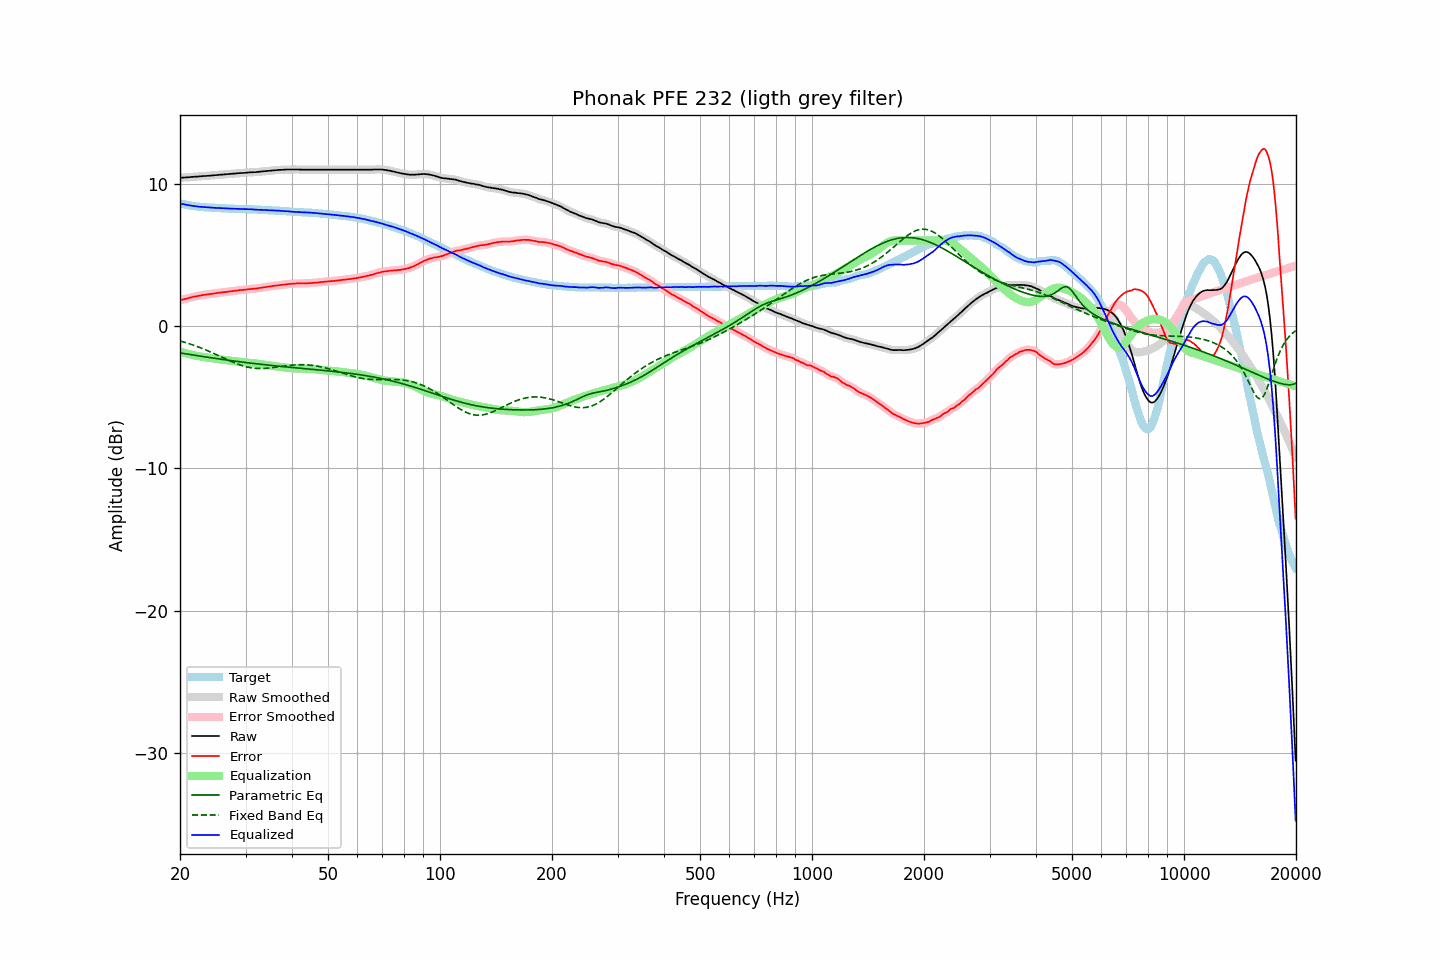 Phonak PFE 232 (ligth grey filter)
Amplitude (dBr)
10
0
−10
−20
−30
Target
Raw Smoothed
Error Smoothed
Raw
Error
Equalization
Parametric Eq
Fixed Band Eq
Equalized
20 50 100 200 500 1000 2000 5000 10000 20000
Frequency (Hz)